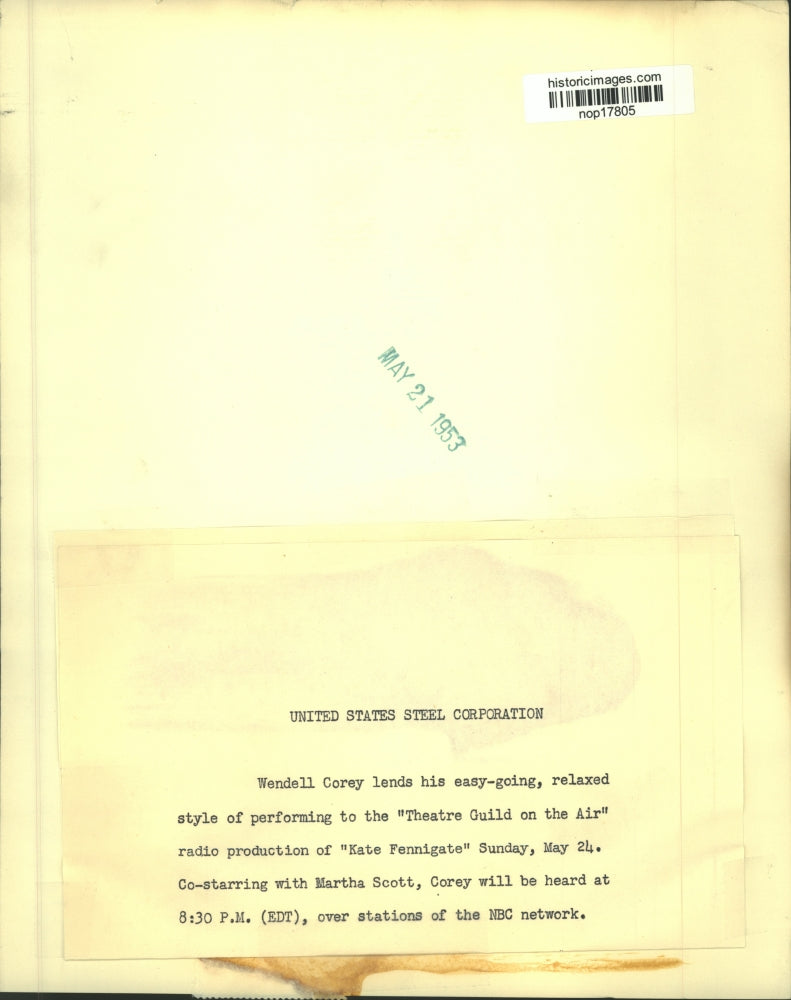 historicimages.com
nop17805
MAY 21 1953
UNITED STATES STEEL CORPORATION
Wendell Corey lends his easy-going, relaxed
style of performing to the "Theatre Guild on the Air"
radio production of "Kate Fennigate" Sunday, May 24.
Co-starring with Martha Scott, Corey will be heard at
8:30 P.M. (EDT), over stations of the NBC network.